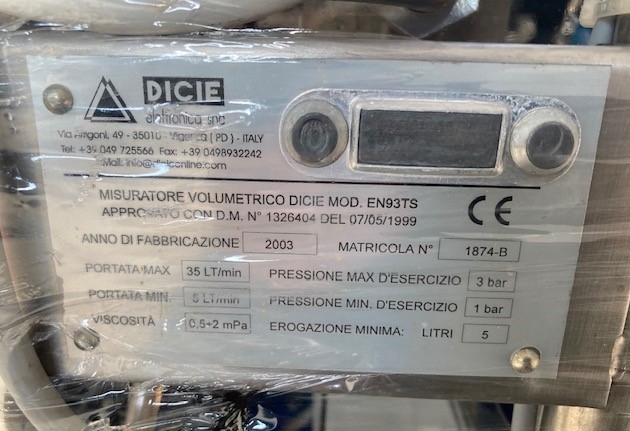 DICIE
elettronica snc
Via Arrigoni, 49 - 35010 - Vigonza ( PD ) - ITALY
Tel: +39 049 725566 Fax: +39 0498932242
Mail: info@dicieonline.com
MISURATORE VOLUMETRICO DICIE MOD. EN93TS
APPROVATO CON D.M. N° 1326404 DEL 07/05/1999
CE
ANNO DI FABBRICAZIONE 2003 MATRICOLA N° 1874-B
PORTATA MAX 35 LT/min PRESSIONE MAX D'ESERCIZIO 3 bar
PORTATA MIN. 5 LT/min PRESSIONE MIN. D'ESERCIZIO 1 bar
VISCOSITÀ 0,5÷2 mPa EROGAZIONE MINIMA: LITRI 5